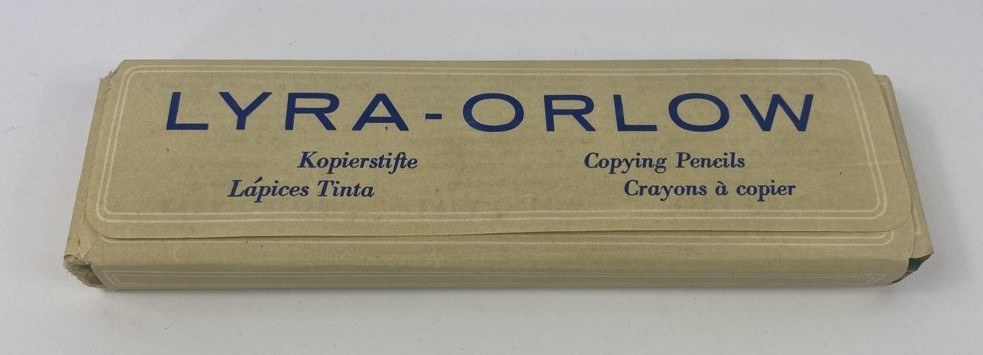 LYRA-ORLOW
Kopierstifte
Lápices Tinta
Copying Pencils
Crayons à copier